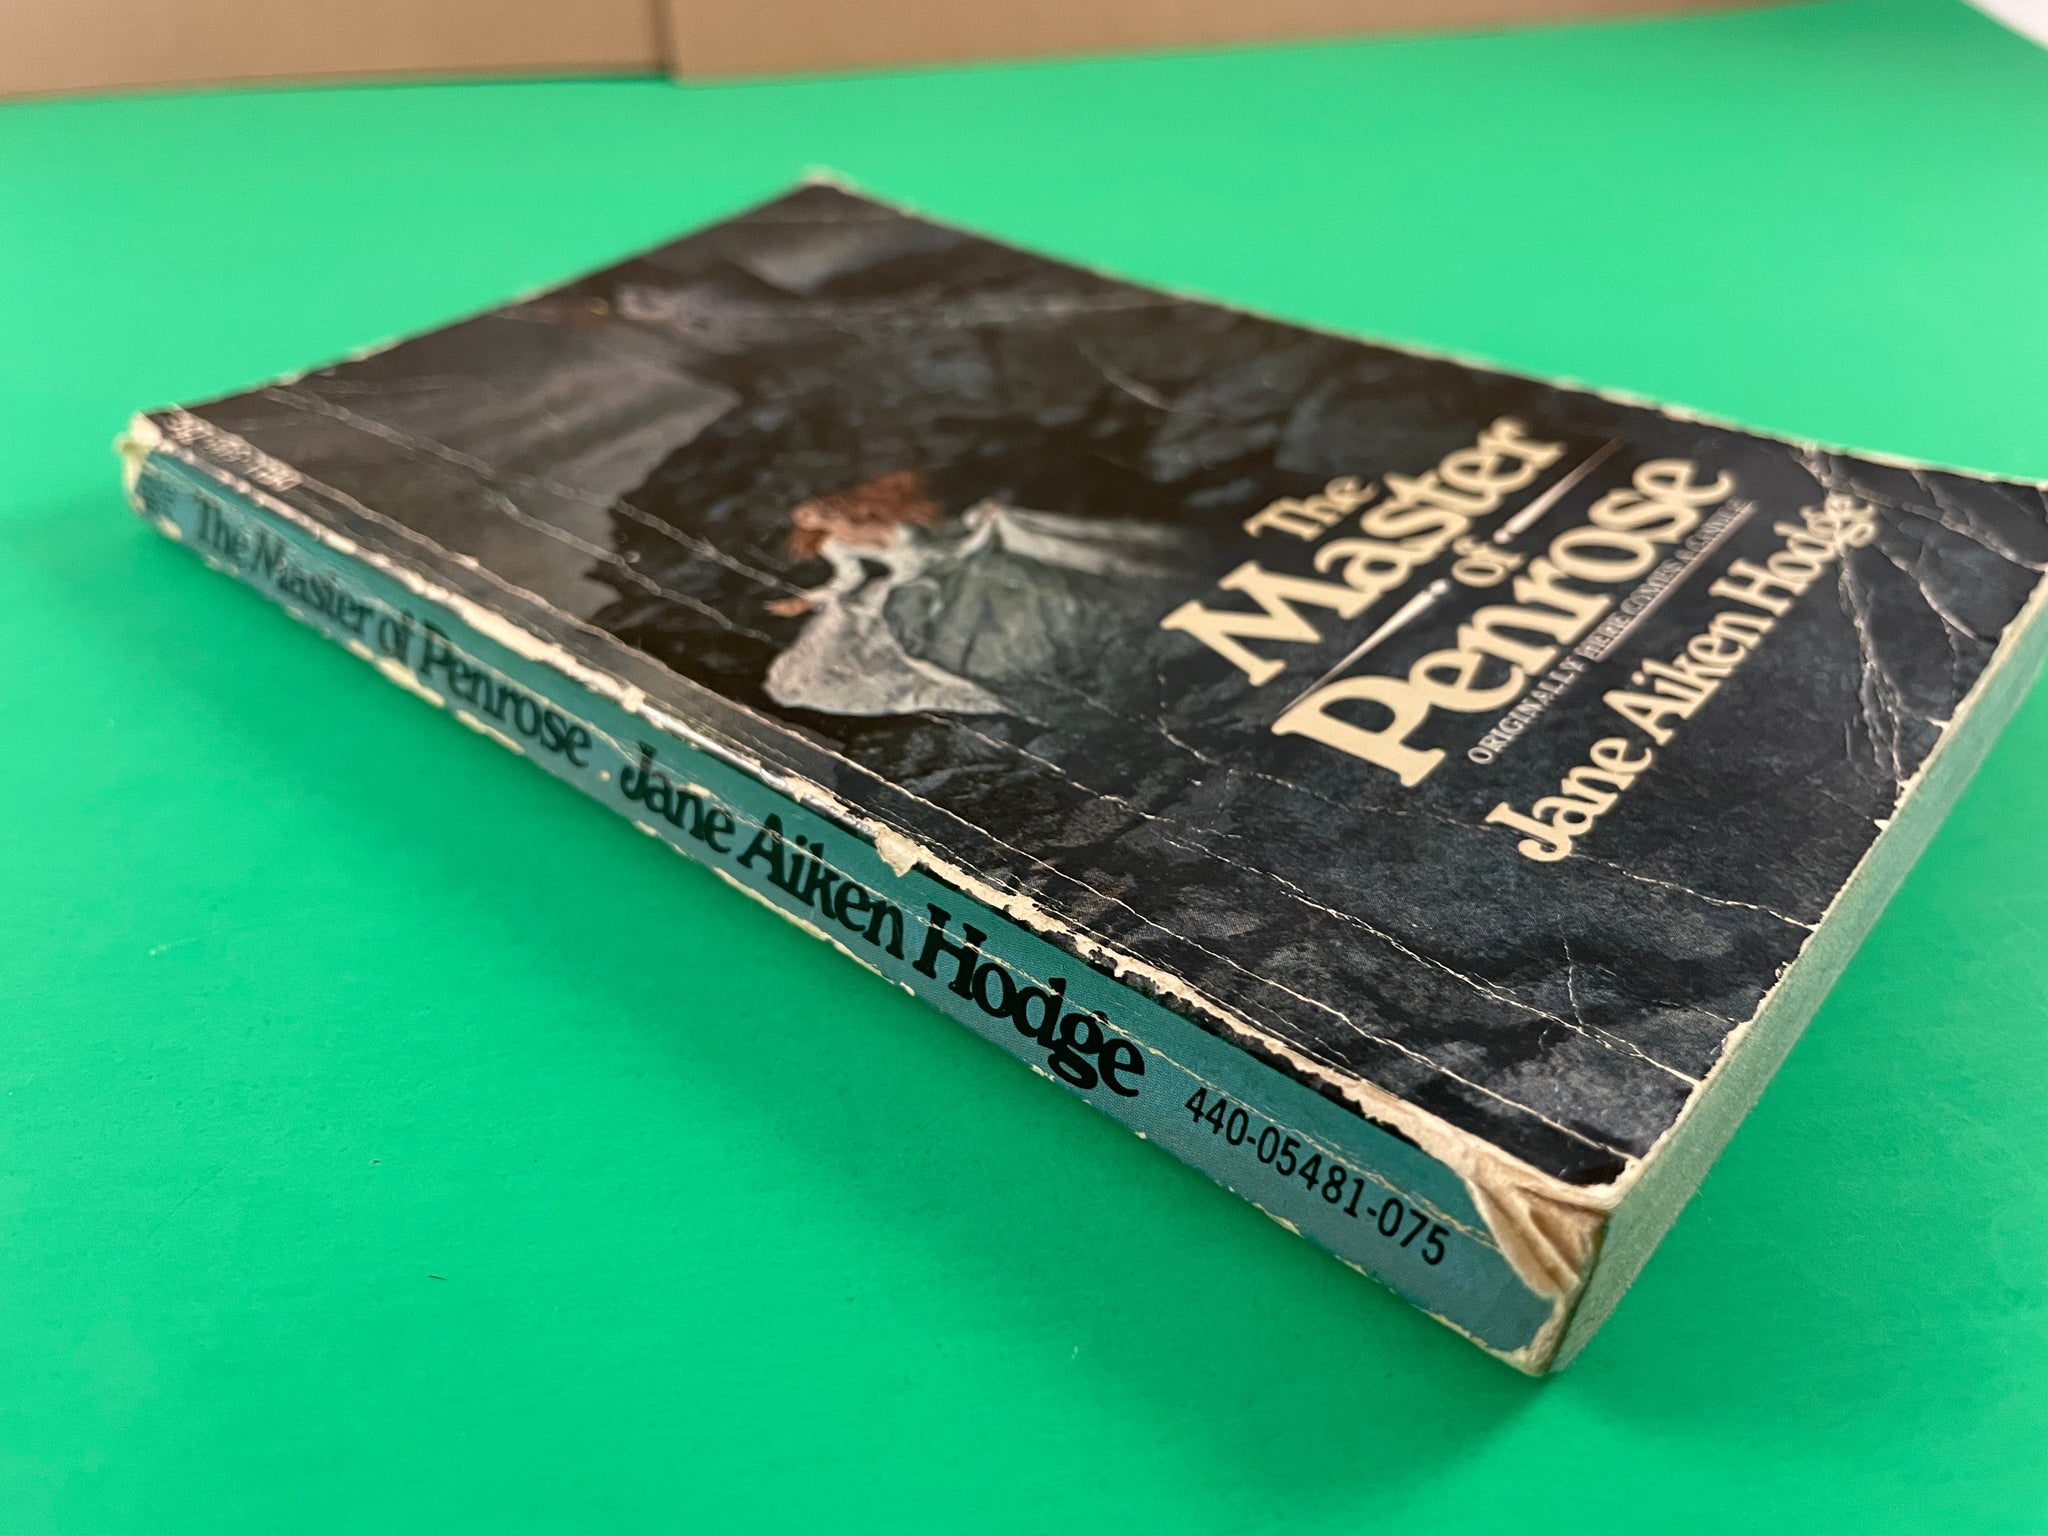 The
Master
of
Penrose
ORIGINALLY HERE COMES A CANDLE
Jane Aiken Hodge
The Master of Penrose Jane Aiken Hodge 440-05481-075